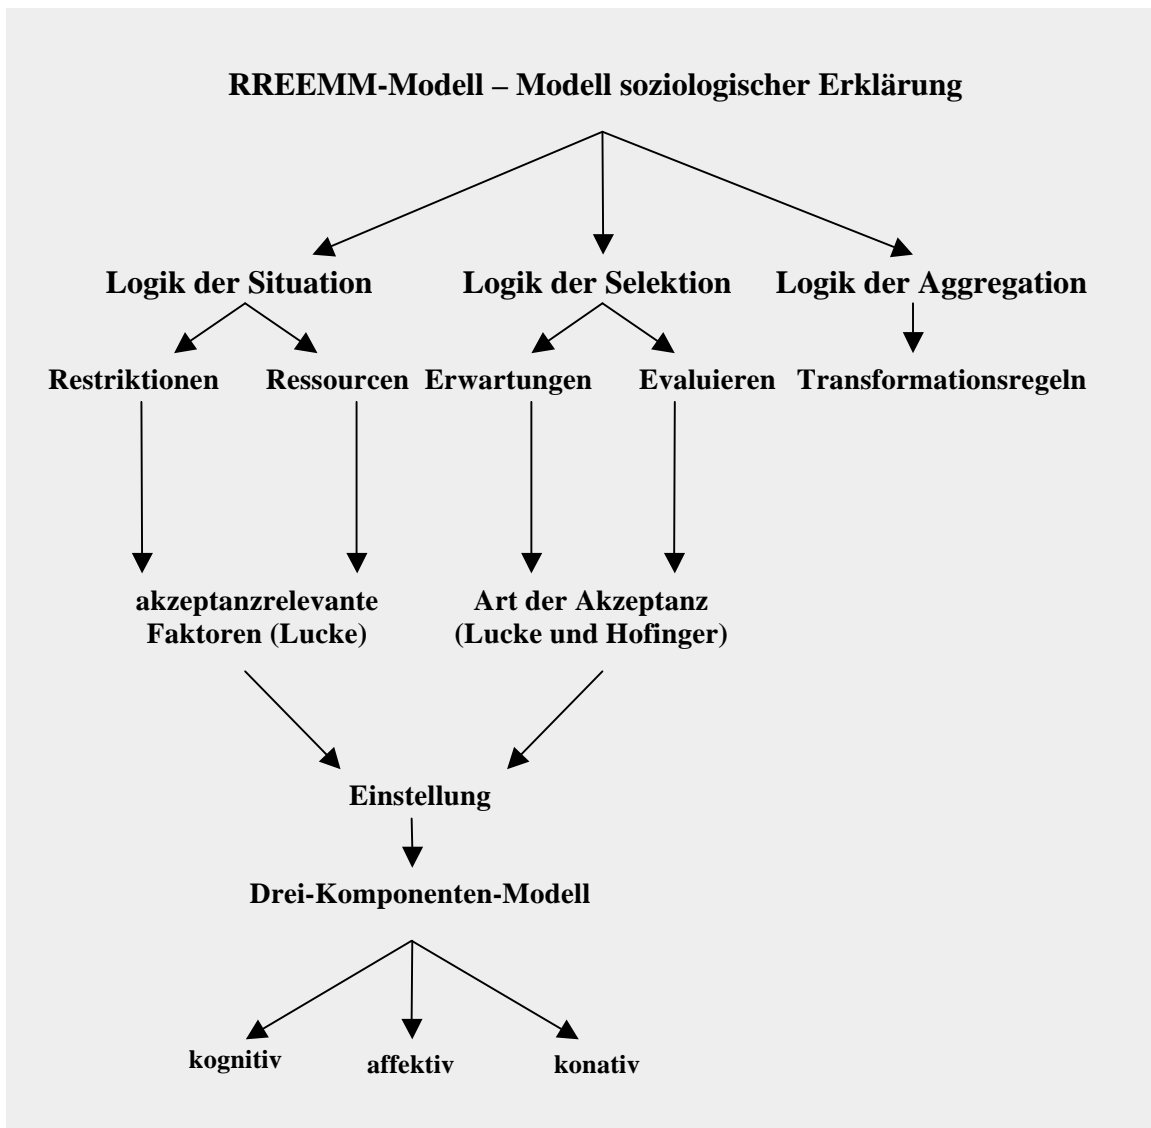 RREEMM-Modell – Modell soziologischer Erklärung
Logik der Situation
Logik der Selektion
Logik der Aggregation
Restriktionen
Ressourcen
Erwartungen
Evaluieren
Transformationsregeln
akzeptanzrelevante
Faktoren (Lucke)
Art der Akzeptanz
(Lucke und Hofinger)
Einstellung
Drei-Komponenten-Modell
kognitiv
affektiv
konativ